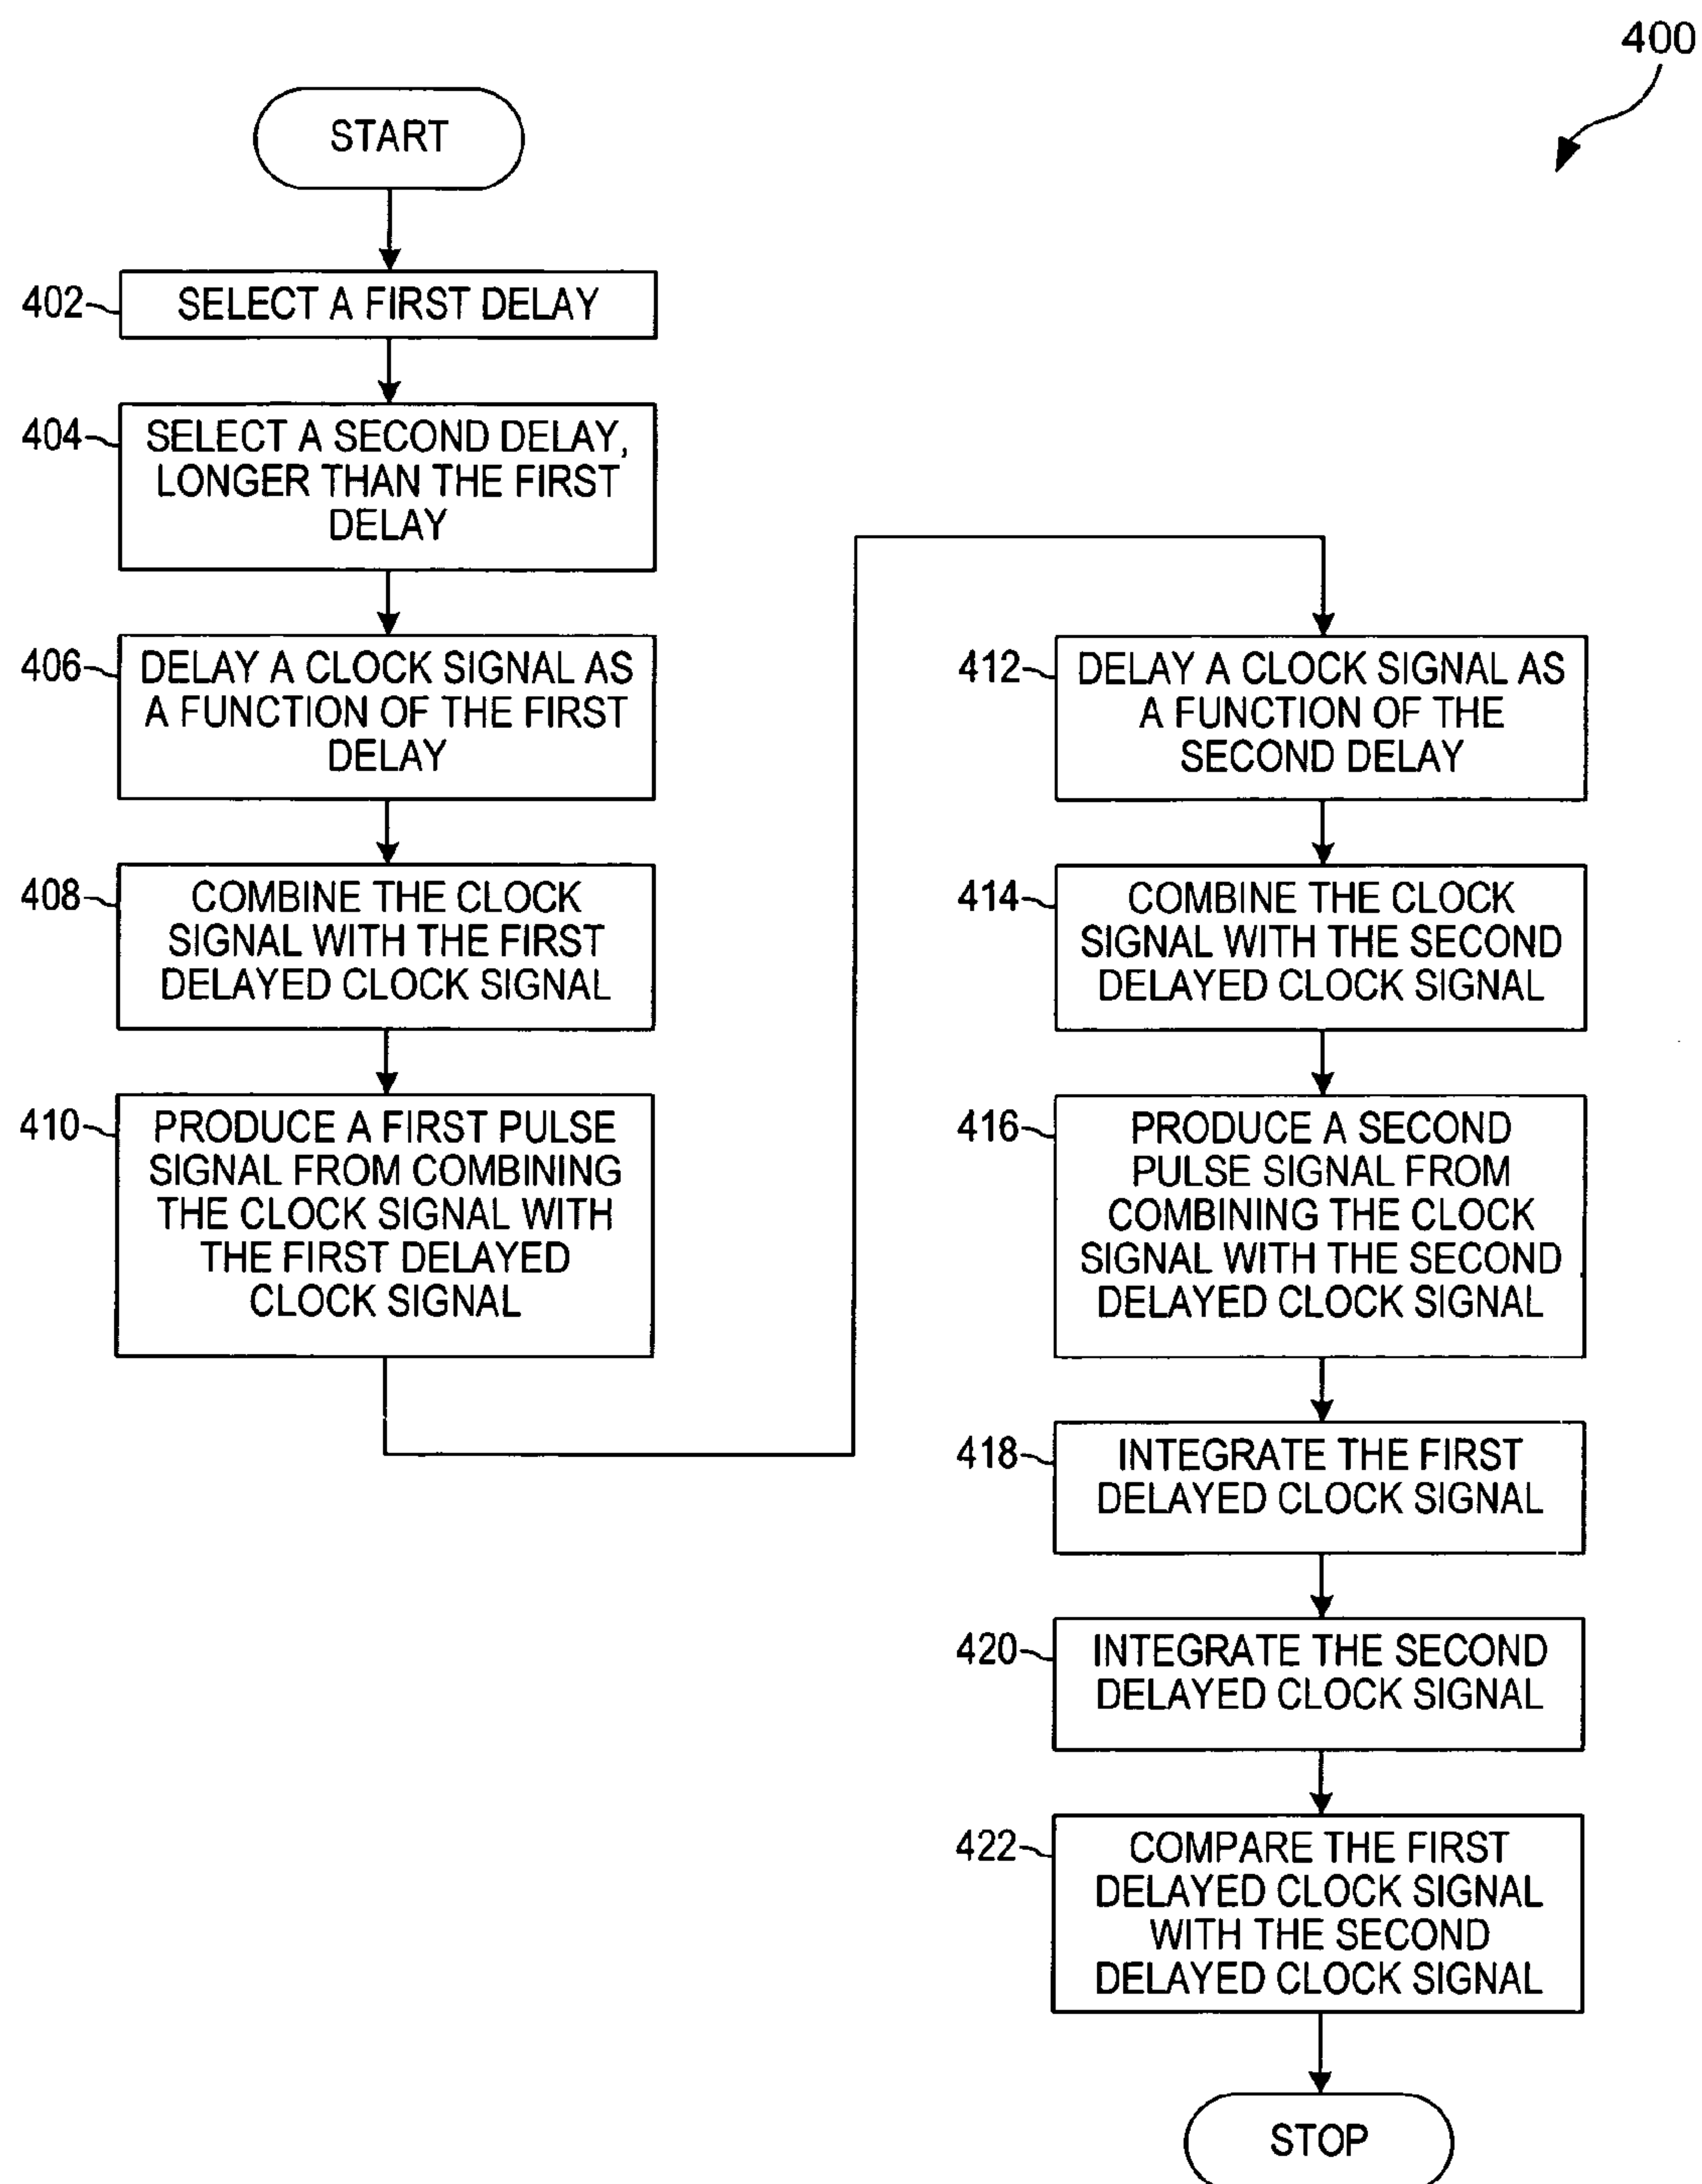 400
START
402
SELECT A FIRST DELAY
404
SELECT A SECOND DELAY,
LONGER THAN THE FIRST
DELAY
406
DELAY A CLOCK SIGNAL AS
A FUNCTION OF THE FIRST
DELAY
408
COMBINE THE CLOCK
SIGNAL WITH THE FIRST
DELAYED CLOCK SIGNAL
410
PRODUCE A FIRST PULSE
SIGNAL FROM COMBINING
THE CLOCK SIGNAL WITH
THE FIRST DELAYED
CLOCK SIGNAL
412
DELAY A CLOCK SIGNAL AS
A FUNCTION OF THE
SECOND DELAY
414
COMBINE THE CLOCK
SIGNAL WITH THE SECOND
DELAYED CLOCK SIGNAL
416
PRODUCE A SECOND
PULSE SIGNAL FROM
COMBINING THE CLOCK
SIGNAL WITH THE SECOND
DELAYED CLOCK SIGNAL
418
INTEGRATE THE FIRST
DELAYED CLOCK SIGNAL
420
INTEGRATE THE SECOND
DELAYED CLOCK SIGNAL
422
COMPARE THE FIRST
DELAYED CLOCK SIGNAL
WITH THE SECOND
DELAYED CLOCK SIGNAL
STOP